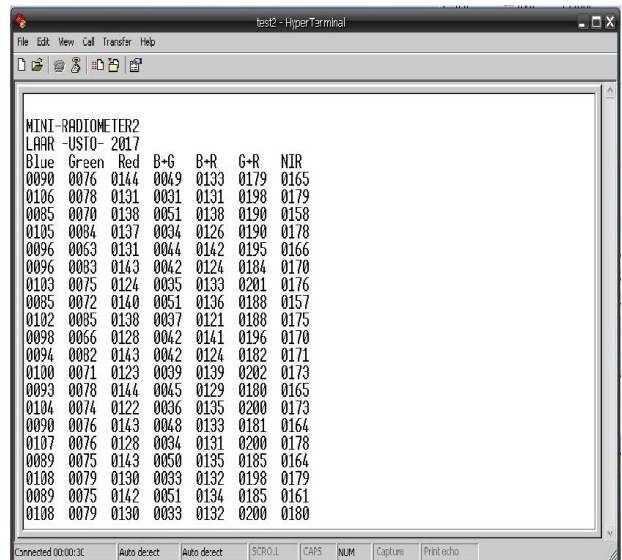 test2 - HyperTerminal
File Edit View Call Transfer Help
MINI-RADIOMETER2
LAAR -USTO- 2017
Blue Green Red B+G B+R G+R NIR
0090 0076 0144 0049 0133 0179 0165
0106 0078 0131 0031 0131 0198 0179
0085 0070 0138 0051 0138 0190 0158
0105 0084 0137 0034 0126 0190 0178
0096 0063 0131 0044 0142 0195 0166
0096 0083 0143 0042 0124 0184 0170
0103 0075 0124 0035 0133 0201 0176
0085 0072 0140 0051 0136 0188 0157
0102 0085 0138 0037 0121 0188 0175
0098 0066 0128 0042 0141 0196 0170
0094 0082 0143 0042 0124 0182 0171
0100 0071 0123 0039 0139 0202 0173
0093 0078 0144 0045 0129 0180 0165
0104 0074 0122 0036 0135 0200 0173
0090 0076 0143 0048 0133 0181 0164
0107 0076 0128 0034 0131 0200 0178
0089 0075 0143 0050 0135 0185 0164
0108 0079 0130 0033 0132 0198 0179
0089 0075 0142 0051 0134 0185 0161
0108 0079 0130 0033 0132 0200 0180
Connected 00:00:30 Auto detect Auto detect SCROLL CAPS NUM Capture Print echo